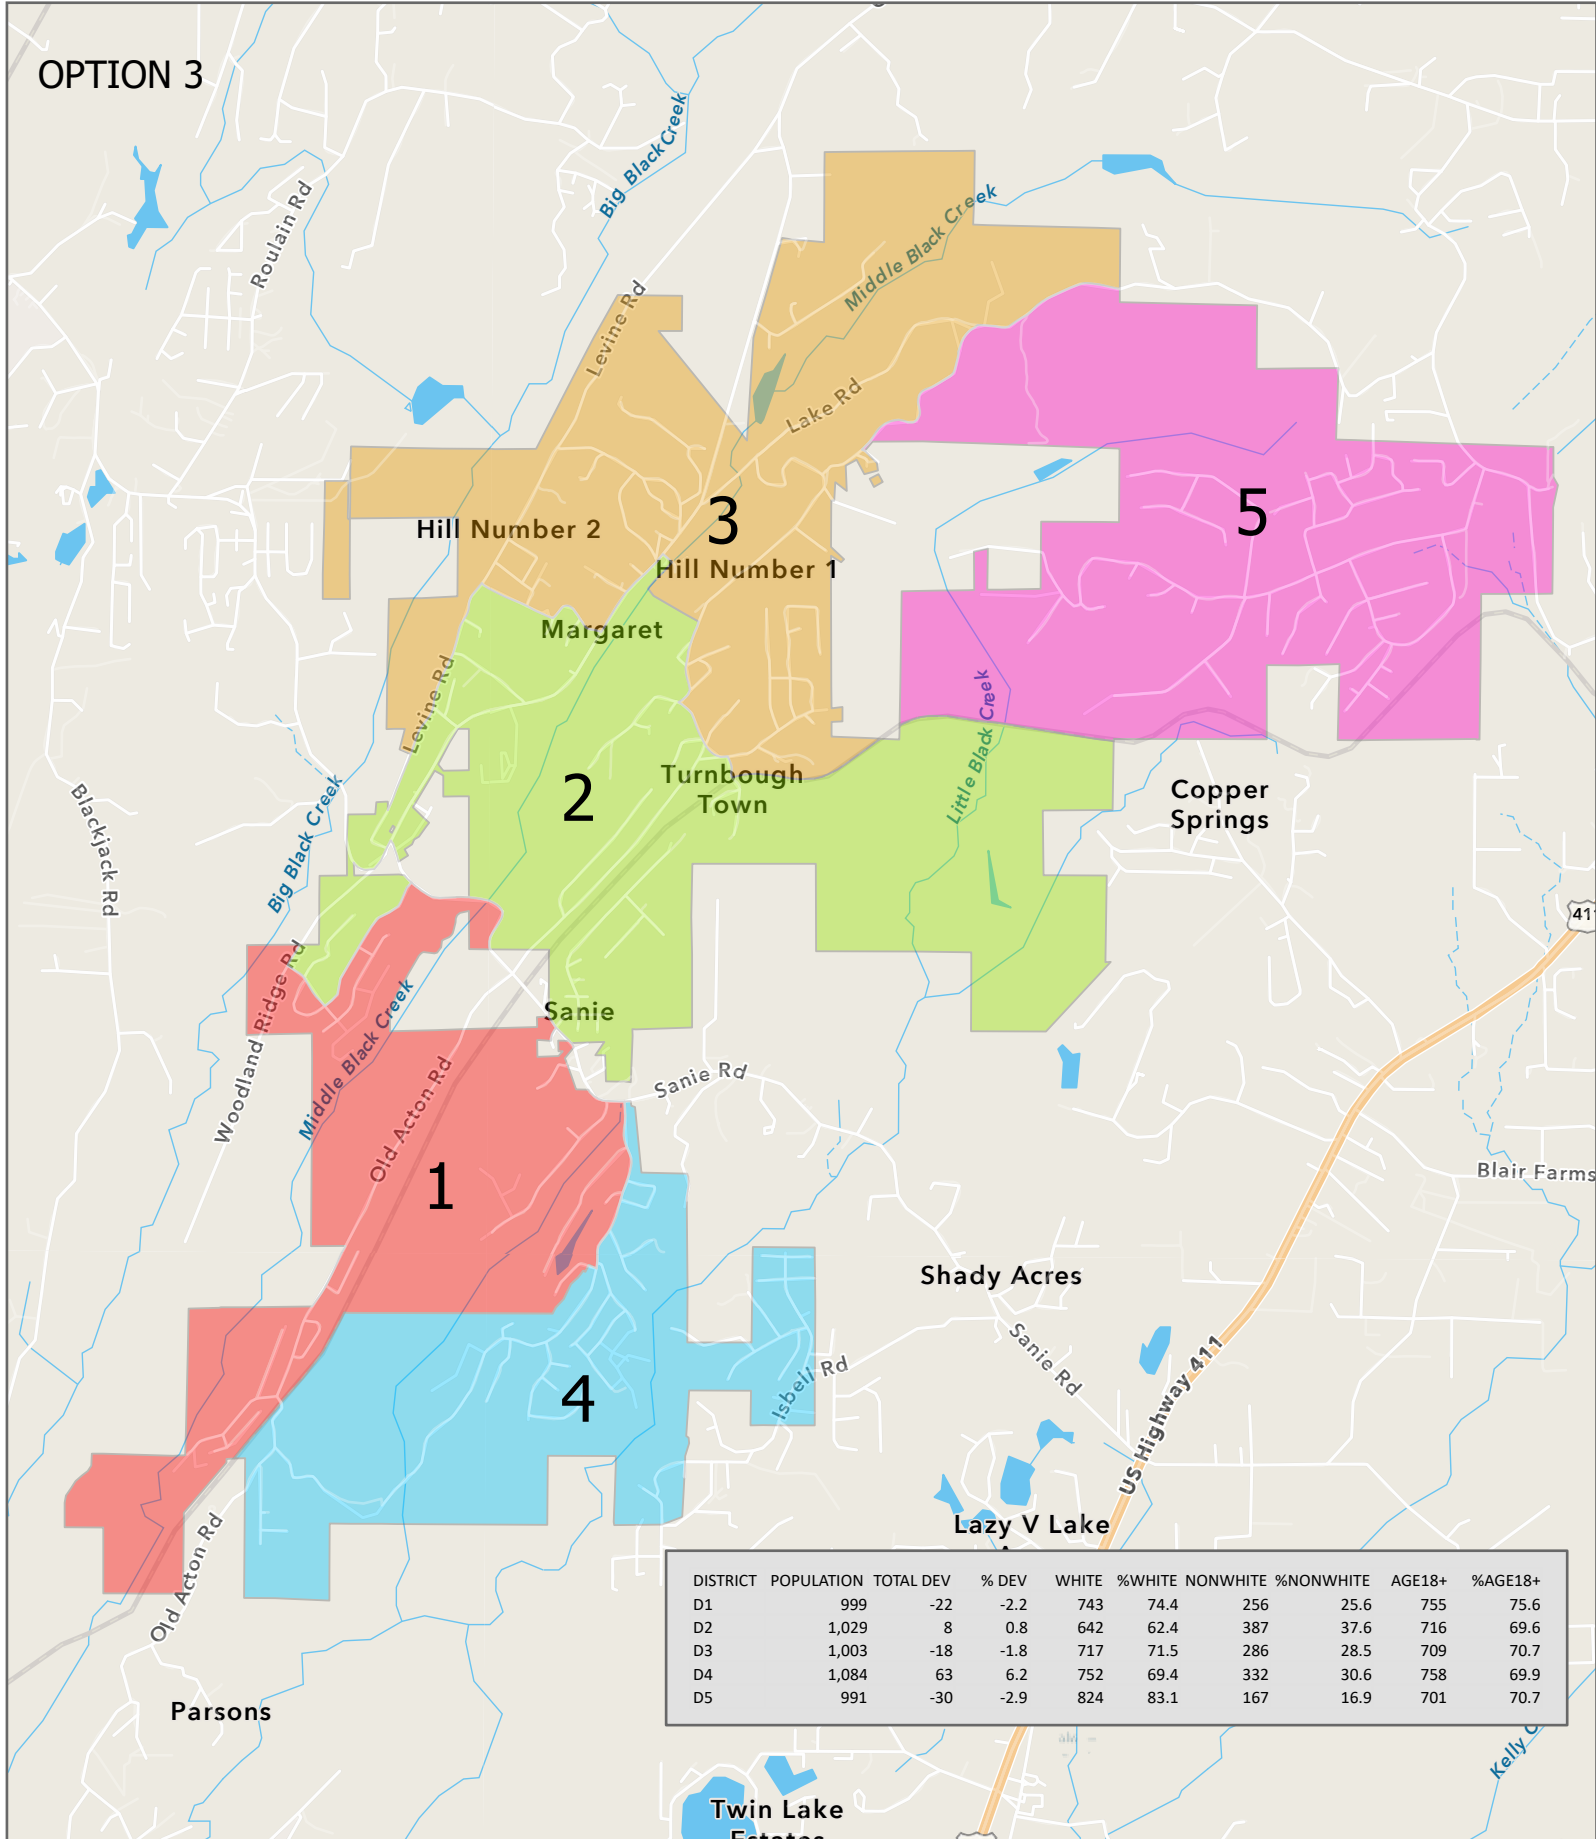 OPTION 3
Big Black Creek
Roulain Rd
Middle Black Creek
Levine Rd
Lake Rd
3
5
Hill Number 2
Hill Number 1
Margaret
Levine Rd
Little Black Creek
2
Turnbough
Town
Copper
Springs
Blackjack Rd
Big Black Creek
411
Woodland Ridge Rd
Middle Black Creek
Sanie
Sanie Rd
Old Acton Rd
1
Blair Farms
Shady Acres
Sanie Rd
Isbell Rd
4
US Highway 411
Lazy V Lake
Old Acton Rd
DISTRICT POPULATION TOTAL DEV % DEV WHITE %WHITE NONWHITE %NONWHITE AGE18+ %AGE18+
D1 999 -22 -2.2 743 74.4 256 25.6 755 75.6
D2 1,029 8 0.8 642 62.4 387 37.6 716 69.6
D3 1,003 -18 -1.8 717 71.5 286 28.5 709 70.7
D4 1,084 63 6.2 752 69.4 332 30.6 758 69.9
D5 991 -30 -2.9 824 83.1 167 16.9 701 70.7
Parsons
Kelly C
Twin Lake
Estates